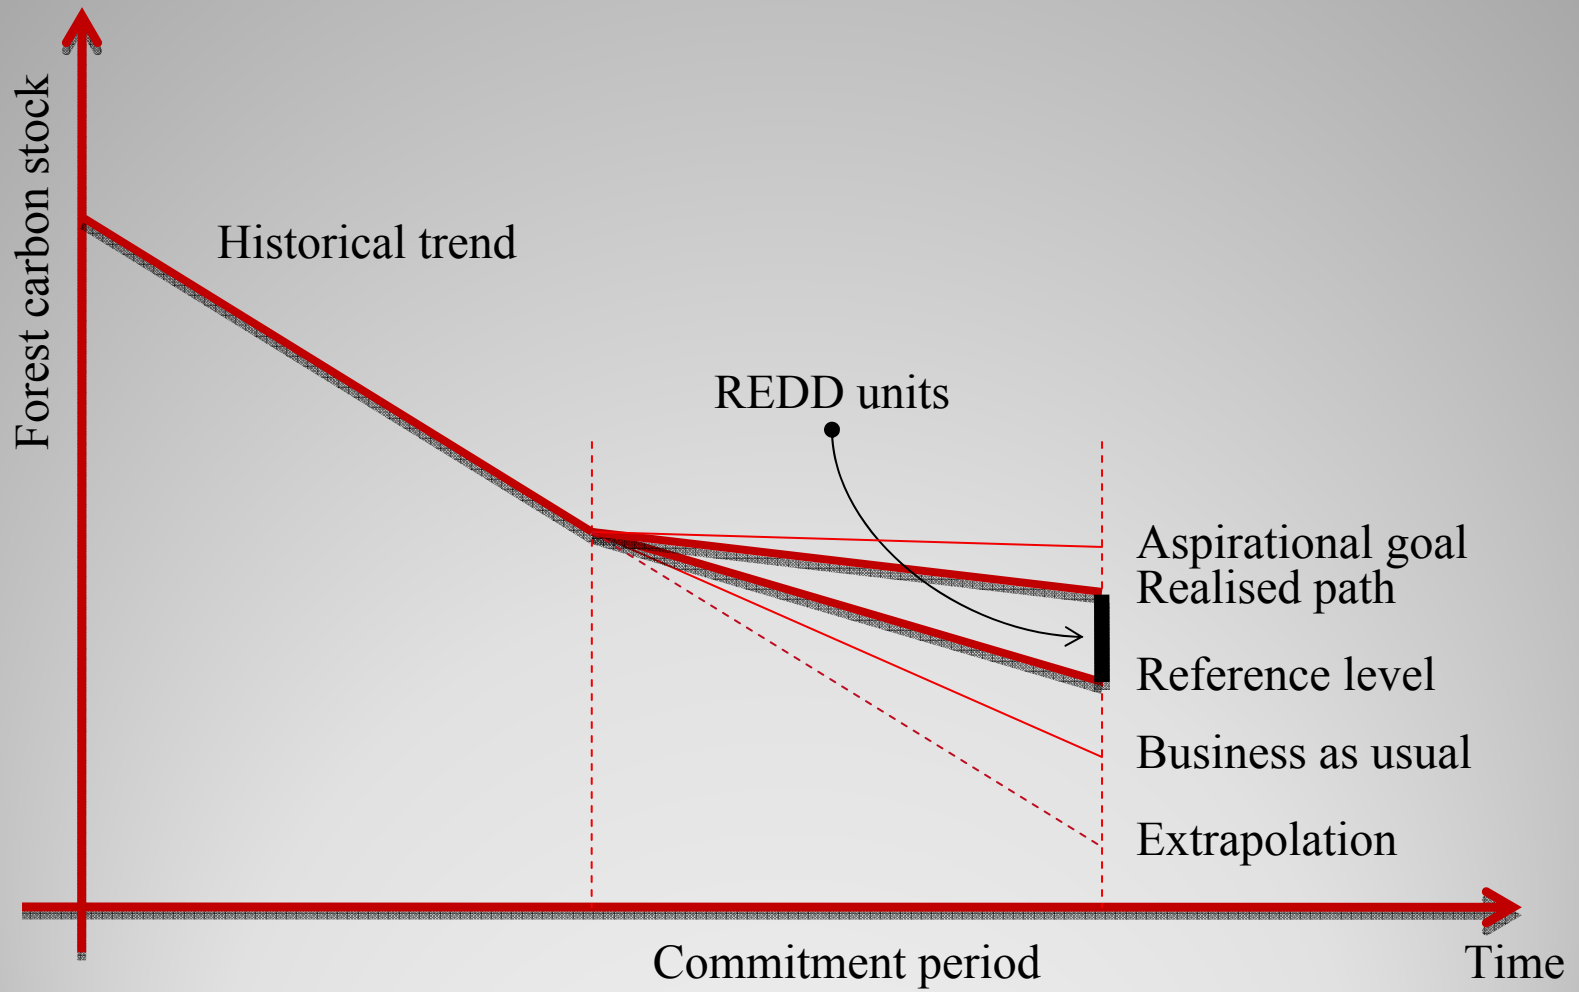 Forest carbon stock
Historical trend
REDD units
Aspirational goal
Realised path
Reference level
Business as usual
Extrapolation
Commitment period
Time